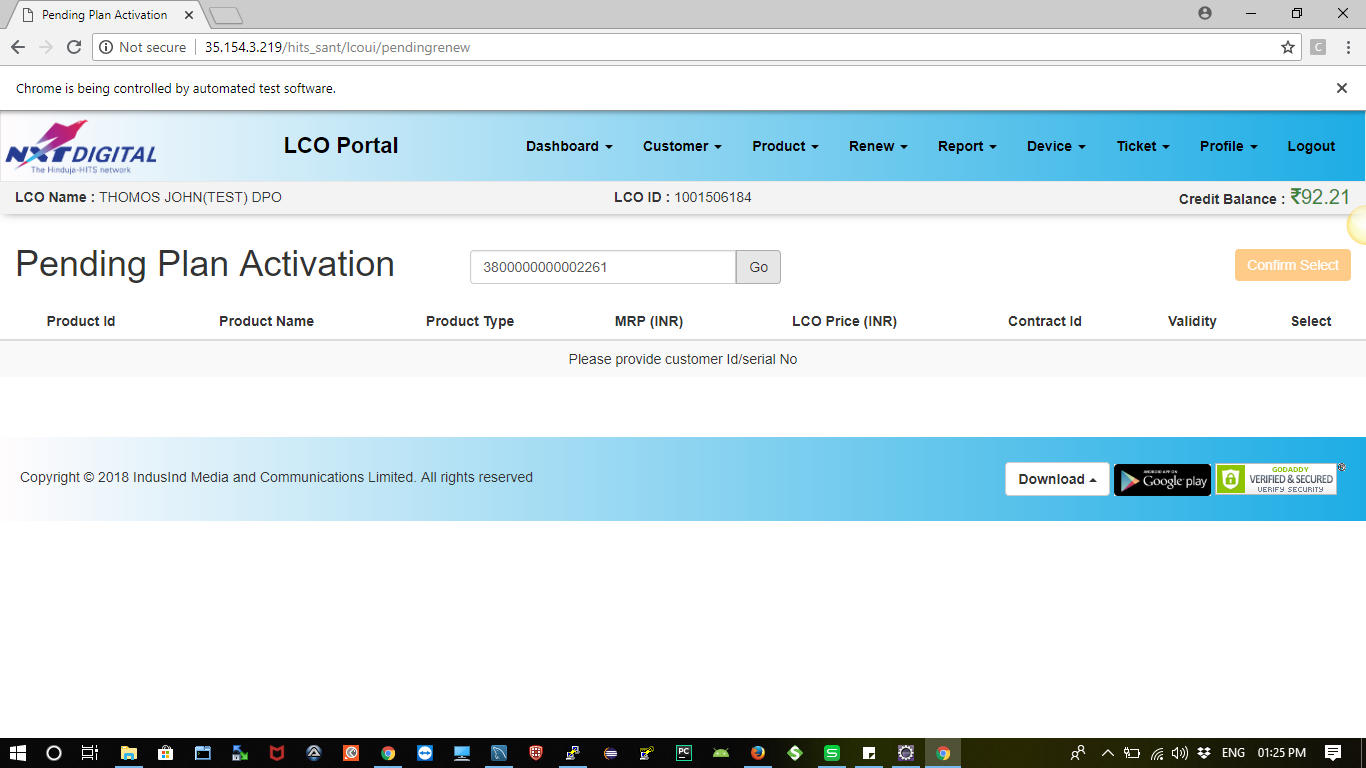 Pending Plan Activation
Not secure 35.154.3.219/hits_sant/lcoui/pendingrenew
C
Chrome is being controlled by automated test software.
NXTDIGITAL
The Hinduja-HITS network
LCO Portal
Dashboard Customer Product Renew Report Device Ticket Profile Logout
LCO Name : THOMOS JOHN(TEST) DPO LCO ID : 1001506184 Credit Balance : ₹92.21
Pending Plan Activation 3800000000002261 Go Confirm Select
Product Id Product Name Product Type MRP (INR) LCO Price (INR) Contract Id Validity Select
Please provide customer Id/serial No
Copyright © 2018 IndusInd Media and Communications Limited. All rights reserved
Download
ANDROID APP ON
Google play
GODADDY
VERIFIED & SECURED
VERIFY SECURITY
PC
S
ENG 01:25 PM